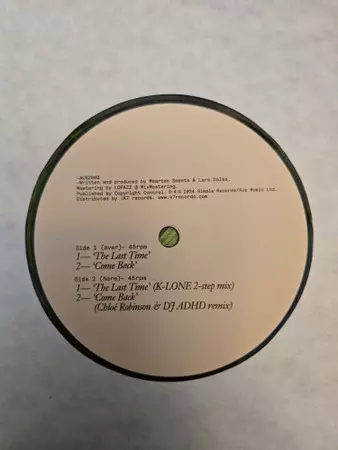 -AUS2008
-Written and produced by Maarten Smeets & Lars Dales.
Mastering by LOPAZZ @ MixMastering.
Published by Copyright Control. ℗ & © 2024 Simple Records/Aus Music Ltd.
Distributed by !K7 records. www.k7records.com
Side 1 (over)- 45rpm
1— ‘The Last Time’
2— ‘Come Back’
Side 2 (here)- 45rpm
1— ‘The Last Time’ (K-LONE 2-step mix)
2— ‘Come Back’
(Chloé Robinson & DJ ADHD remix)